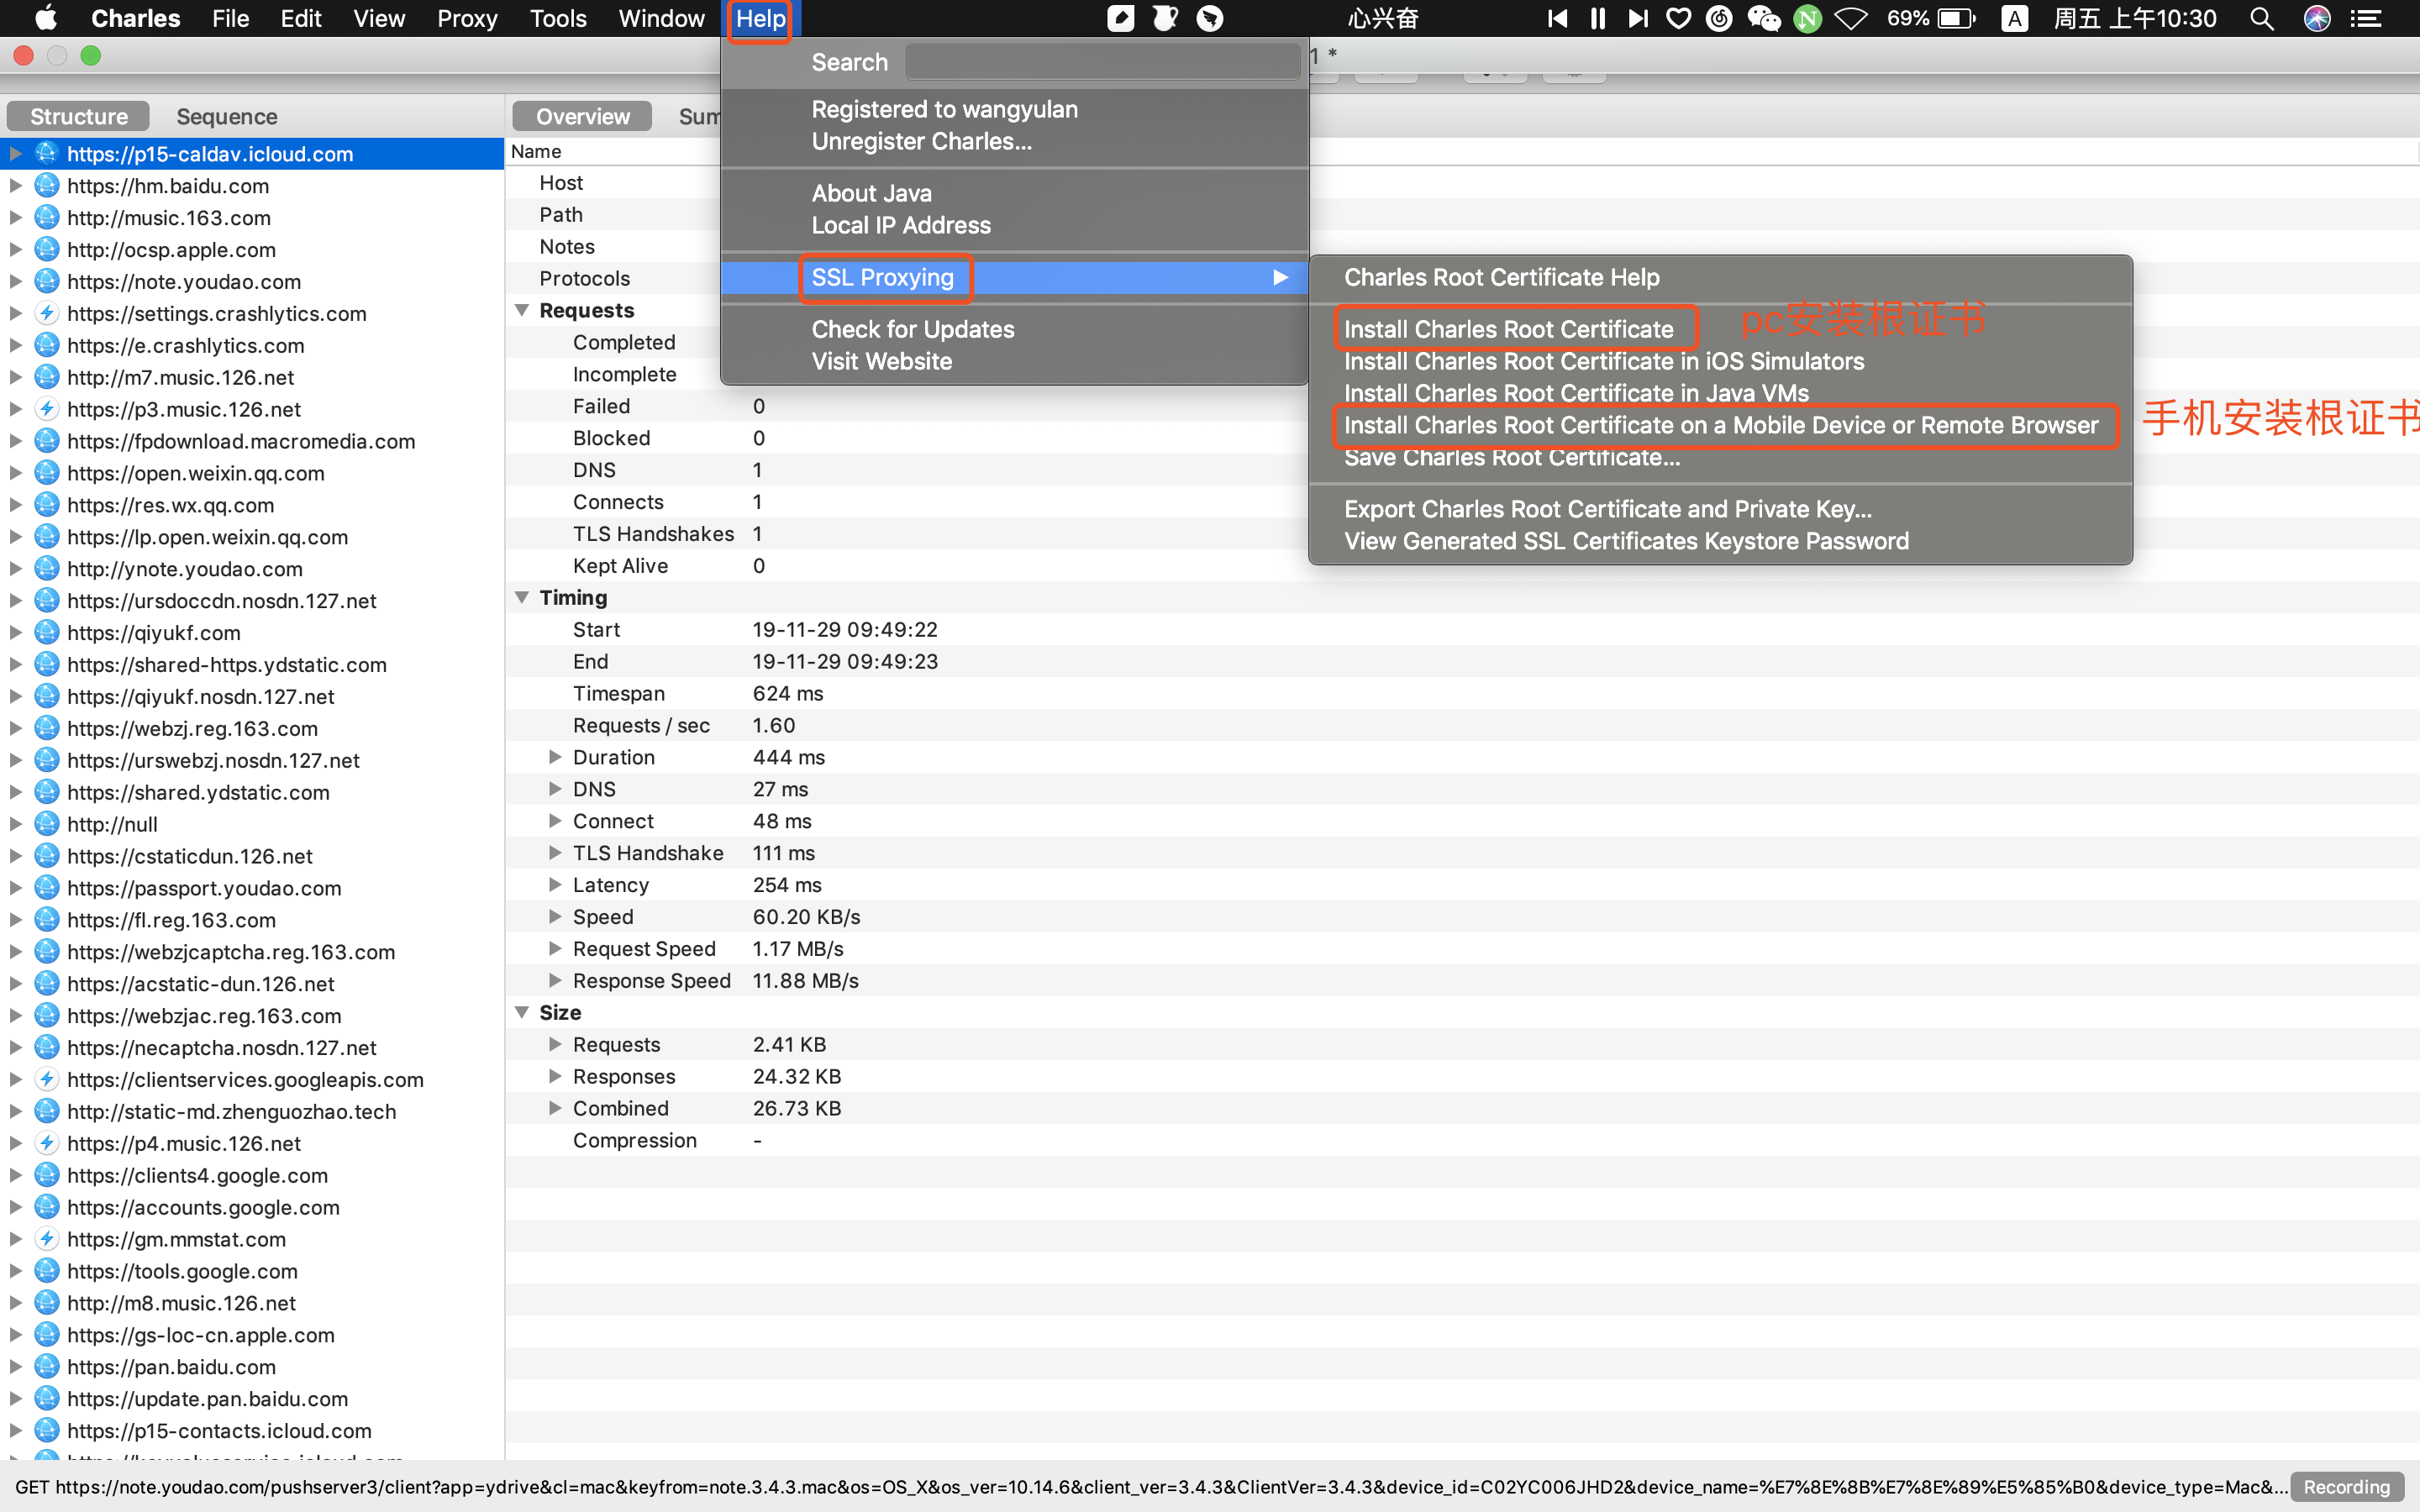 Charles File Edit View Proxy Tools Window Help 心兴奋 69% A 周五 上午10:30
1 *
Search
Registered to wangyulan
Unregister Charles...
About Java
Local IP Address
SSL Proxying
Check for Updates
Visit Website
Charles Root Certificate Help
Install Charles Root Certificate
pc安装根证书
Install Charles Root Certificate in iOS Simulators
Install Charles Root Certificate in Java VMs
Install Charles Root Certificate on a Mobile Device or Remote Browser
手机安装根证书
Save Charles Root Certificate...
Export Charles Root Certificate and Private Key...
View Generated SSL Certificates Keystore Password
Structure Sequence
https://p15-caldav.icloud.com
https://hm.baidu.com
http://music.163.com
http://ocsp.apple.com
https://note.youdao.com
https://settings.crashlytics.com
https://e.crashlytics.com
http://m7.music.126.net
https://p3.music.126.net
https://fpdownload.macromedia.com
https://open.weixin.qq.com
https://res.wx.qq.com
https://lp.open.weixin.qq.com
http://ynote.youdao.com
https://ursdoccdn.nosdn.127.net
https://qiyukf.com
https://shared-https.ydstatic.com
https://qiyukf.nosdn.127.net
https://webzj.reg.163.com
https://urswebzj.nosdn.127.net
https://shared.ydstatic.com
http://null
https://cstaticdun.126.net
https://passport.youdao.com
https://fl.reg.163.com
https://webzjcaptcha.reg.163.com
https://acstatic-dun.126.net
https://webzjac.reg.163.com
https://necaptcha.nosdn.127.net
https://clientservices.googleapis.com
http://static-md.zhenguozhao.tech
https://p4.music.126.net
https://clients4.google.com
https://accounts.google.com
https://gm.mmstat.com
https://tools.google.com
http://m8.music.126.net
https://gs-loc-cn.apple.com
https://pan.baidu.com
https://update.pan.baidu.com
https://p15-contacts.icloud.com
Overview Sum
Name
Host
Path
Notes
Protocols
Requests
Completed
Incomplete
Failed 0
Blocked 0
DNS 1
Connects 1
TLS Handshakes 1
Kept Alive 0
Timing
Start 19-11-29 09:49:22
End 19-11-29 09:49:23
Timespan 624 ms
Requests / sec 1.60
Duration 444 ms
DNS 27 ms
Connect 48 ms
TLS Handshake 111 ms
Latency 254 ms
Speed 60.20 KB/s
Request Speed 1.17 MB/s
Response Speed 11.88 MB/s
Size
Requests 2.41 KB
Responses 24.32 KB
Combined 26.73 KB
Compression -
GET https://note.youdao.com/pushserver3/client?app=ydrive&cl=mac&keyfrom=note.3.4.3.mac&os=OS_X&os_ver=10.14.6&client_ver=3.4.3&ClientVer=3.4.3&device_id=C02YC006JHD2&device_name=%E7%8E%8B%E7%8E%89%E5%85%B0&device_type=Mac&... Recording